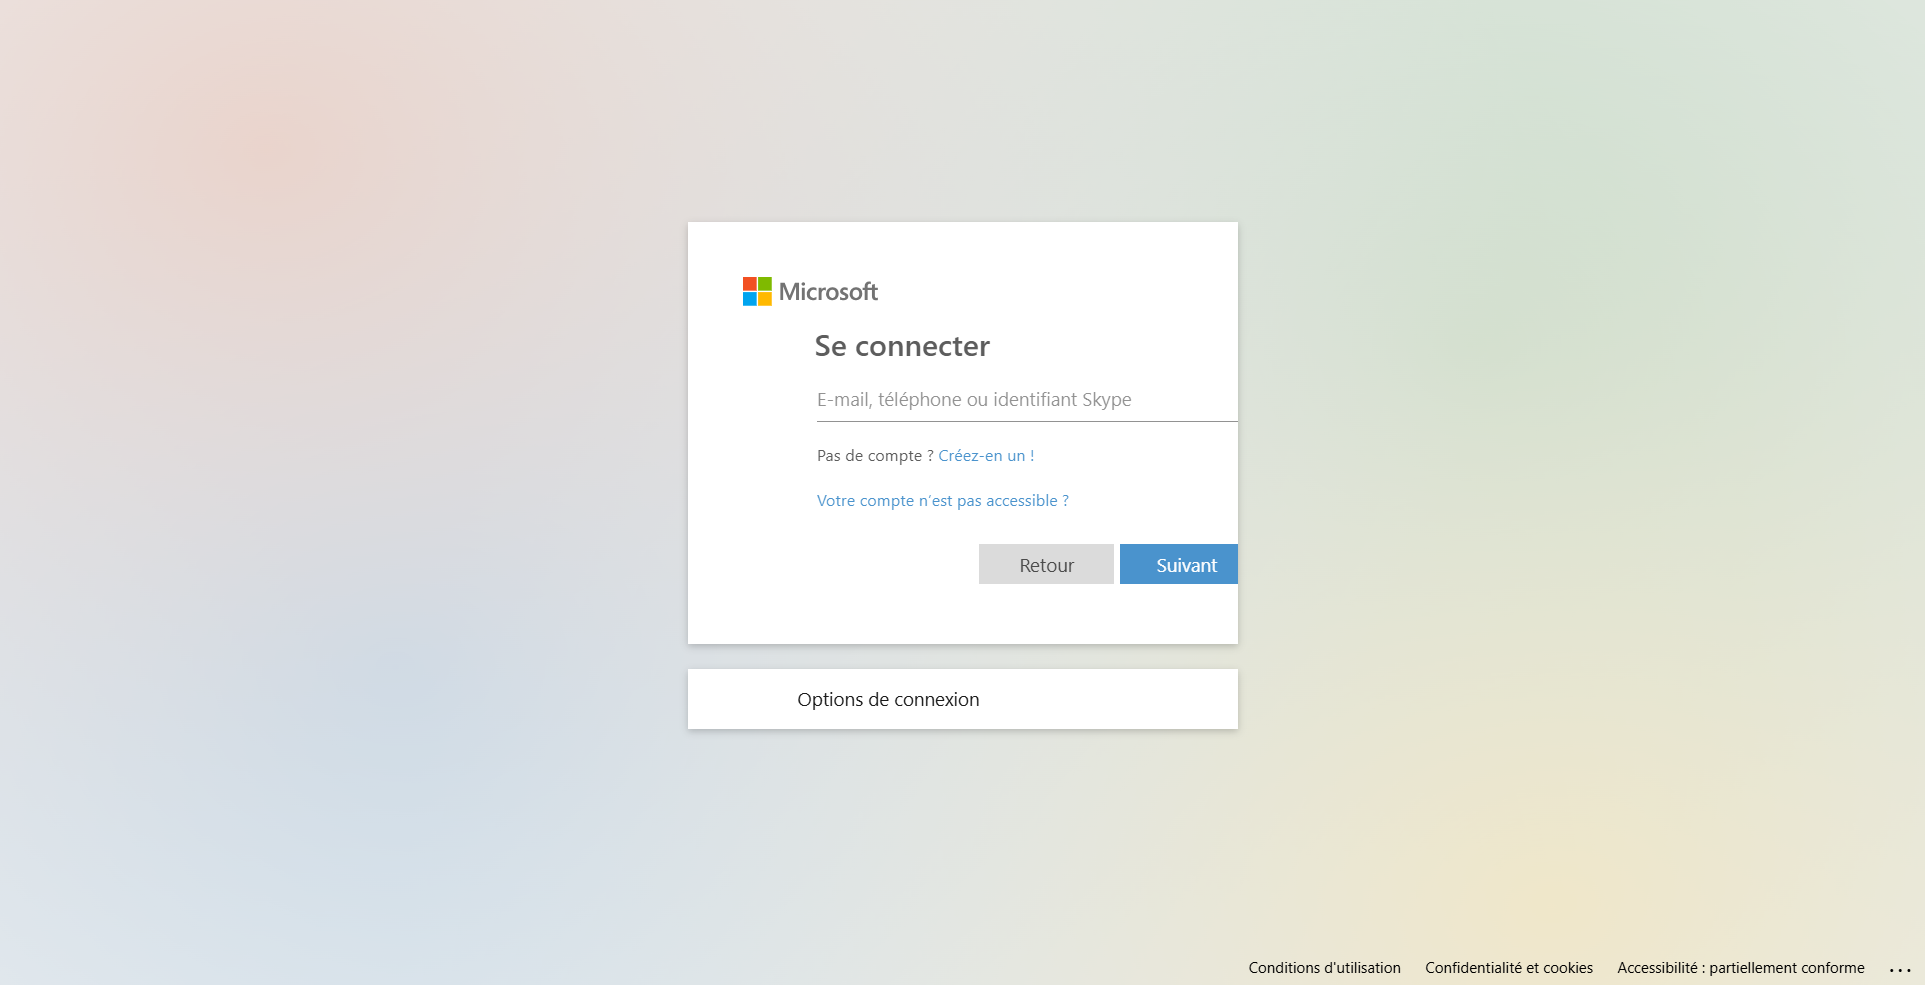 Microsoft
Se connecter
E-mail, téléphone ou identifiant Skype
Pas de compte ? Créez-en un !
Votre compte n’est pas accessible ?
Retour Suivant
Options de connexion
Conditions d'utilisation Confidentialité et cookies Accessibilité : partiellement conforme ...